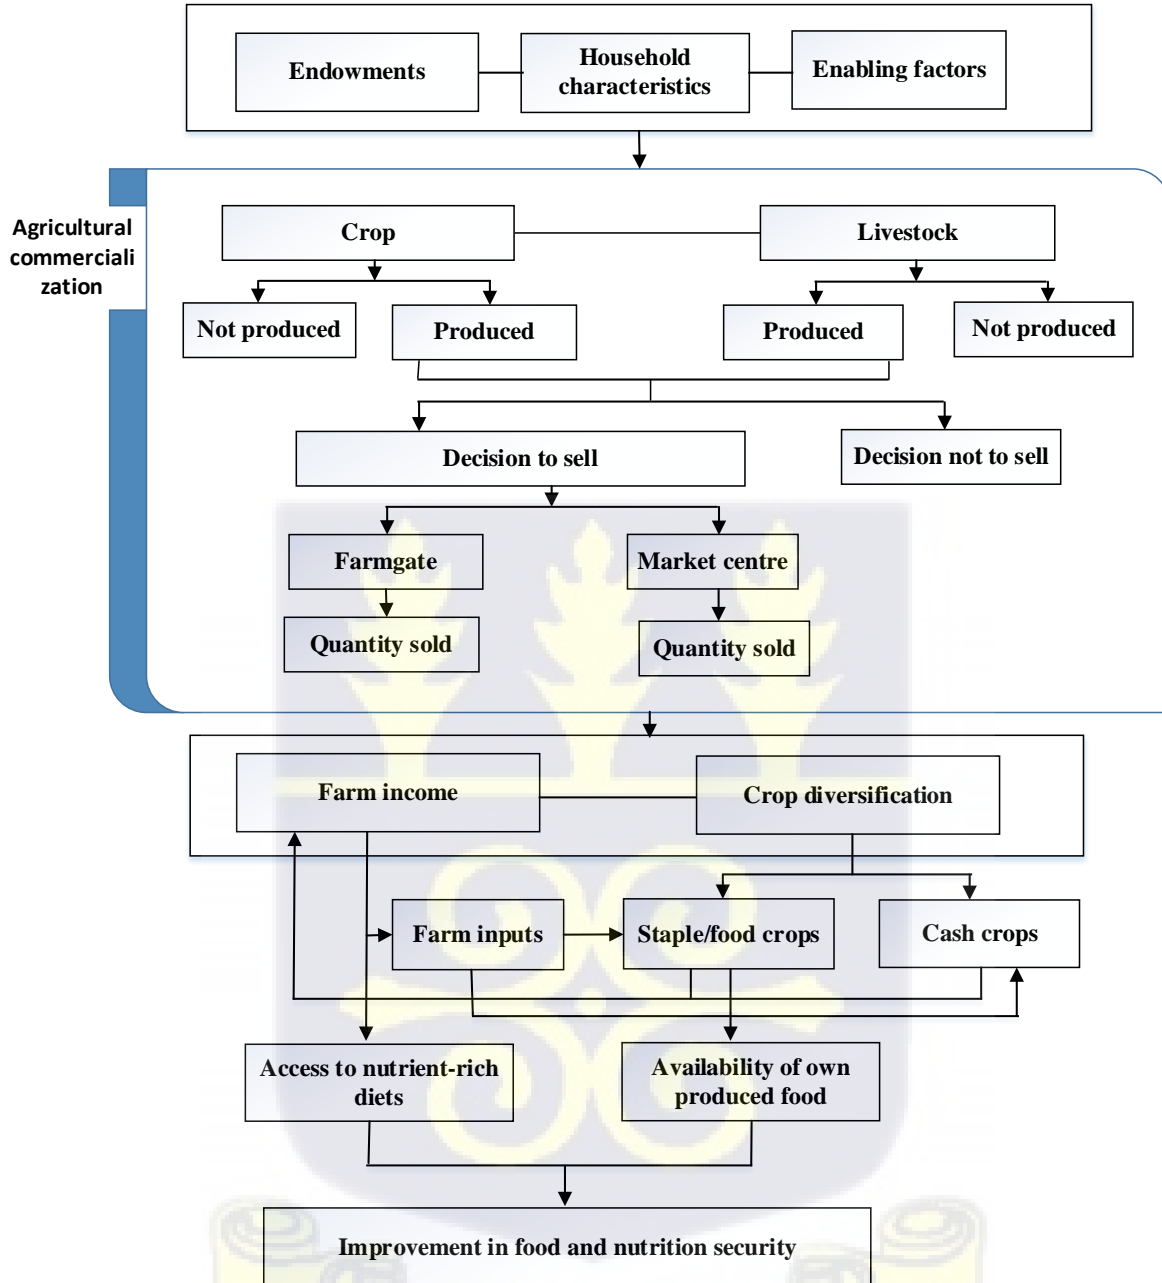 Endowments
Household
characteristics
Enabling factors
Agricultural
commerciali
zation
Crop
Livestock
Not produced
Produced
Produced
Not produced
Decision to sell
Decision not to sell
Farmgate
Market centre
Quantity sold
Quantity sold
Farm income
Crop diversification
Farm inputs
Staple/food crops
Cash crops
Access to nutrient-rich
diets
Availability of own
produced food
Improvement in food and nutrition security